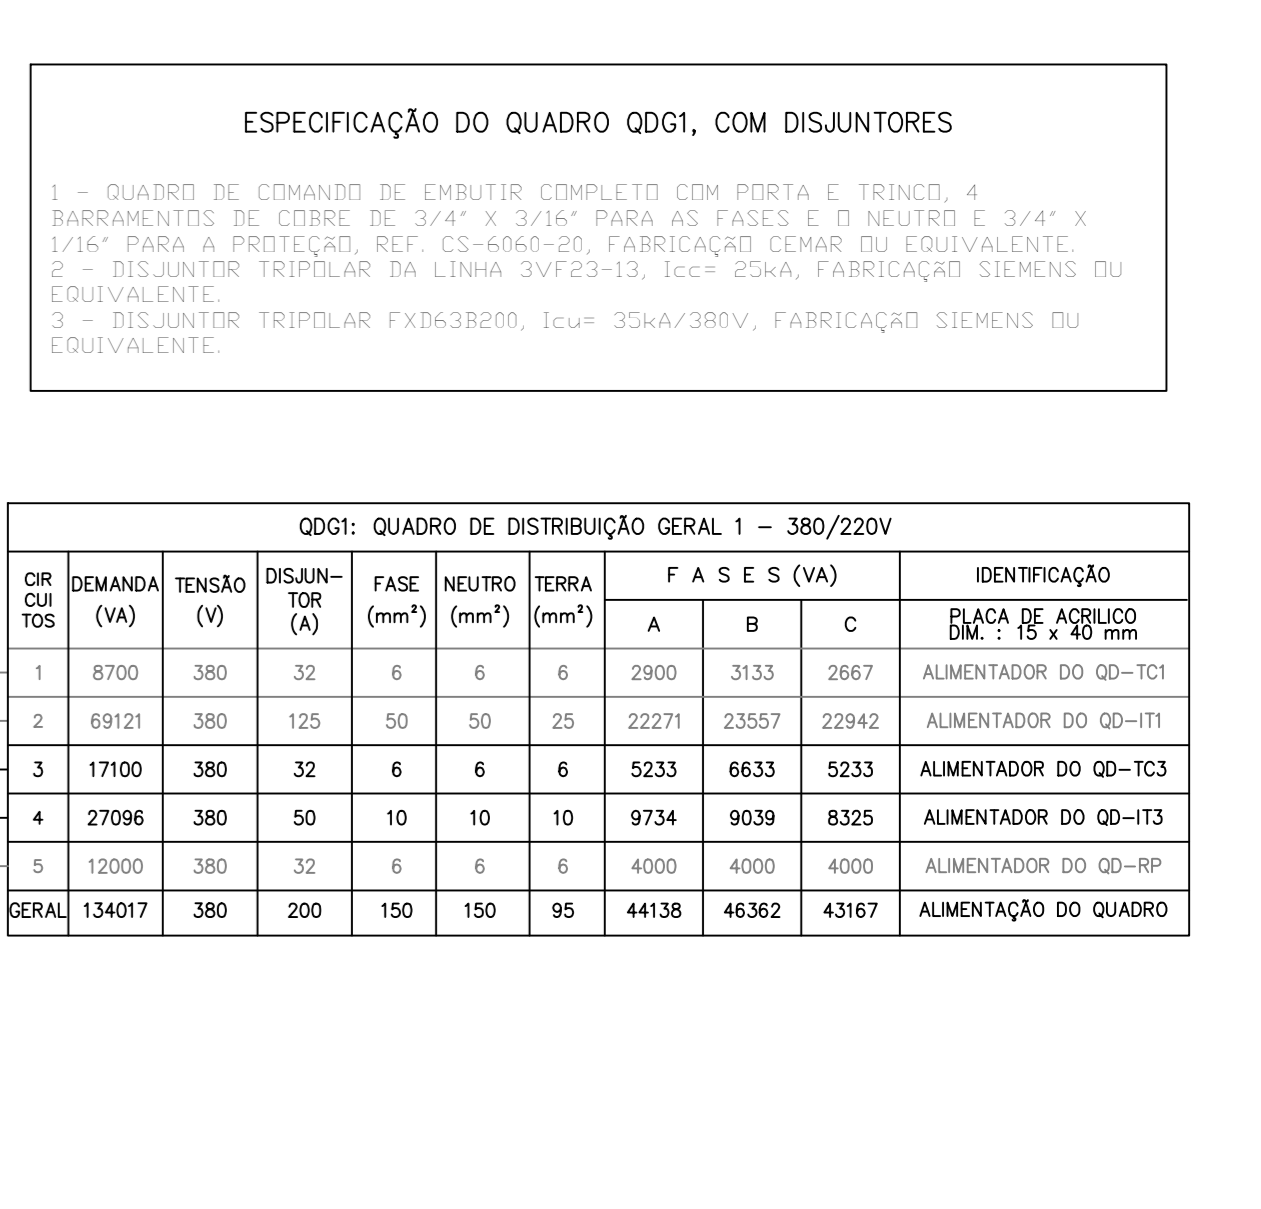 ESPECIFICAÇÃO DO QUADRO QDG1, COM DISJUNTORES
1 - QUADRO DE COMANDO DE EMBUTIR COMPLETO COM PORTA E TRINCO, 4
BARRAMENTOS DE COBRE DE 3/4" X 3/16" PARA AS FASES E O NEUTRO E 3/4" X
1/16" PARA A PROTEÇÃO, REF. CS-6060-20, FABRICAÇÃO CEMAR OU EQUIVALENTE.
2 - DISJUNTOR TRIPOLAR DA LINHA 3VF23-13, Icc= 25kA, FABRICAÇÃO SIEMENS OU
EQUIVALENTE.
3 - DISJUNTOR TRIPOLAR FXD63B200, Icu= 35kA/380V, FABRICAÇÃO SIEMENS OU
EQUIVALENTE.
QDG1: QUADRO DE DISTRIBUIÇÃO GERAL 1 – 380/220V
CIR CUI TOS DEMANDA (VA) TENSÃO (V) DISJUN– TOR (A) FASE (mm²) NEUTRO (mm²) TERRA (mm²) F A S E S (VA) IDENTIFICAÇÃO
A B C PLACA DE ACRILICO DIM. : 15 x 40 mm
1 8700 380 32 6 6 6 2900 3133 2667 ALIMENTADOR DO QD–TC1
2 69121 380 125 50 50 25 22271 23557 22942 ALIMENTADOR DO QD–IT1
3 17100 380 32 6 6 6 5233 6633 5233 ALIMENTADOR DO QD–TC3
4 27096 380 50 10 10 10 9734 9039 8325 ALIMENTADOR DO QD–IT3
5 12000 380 32 6 6 6 4000 4000 4000 ALIMENTADOR DO QD–RP
GERAL 134017 380 200 150 150 95 44138 46362 43167 ALIMENTAÇÃO DO QUADRO